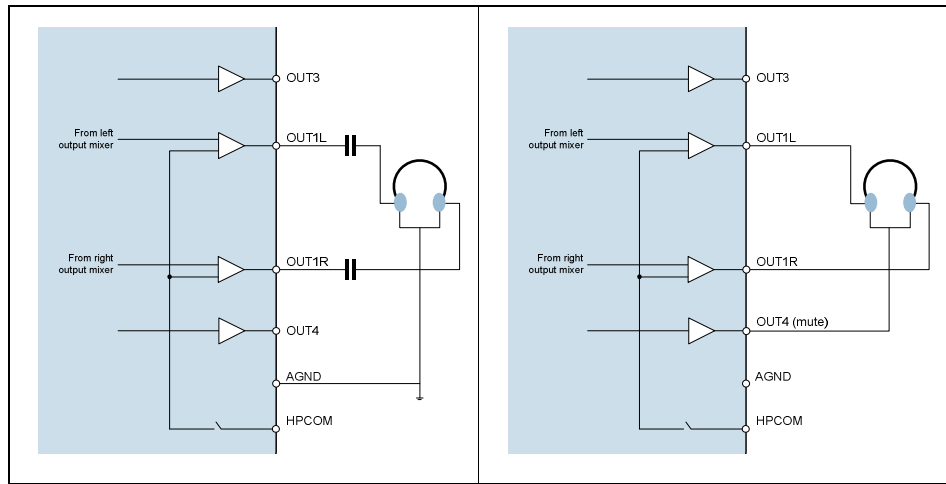 OUT3
From left
output mixer
OUT1L
From right
output mixer
OUT1R
OUT4
AGND
HPCOM
OUT3
From left
output mixer
OUT1L
From right
output mixer
OUT1R
OUT4 (mute)
AGND
HPCOM